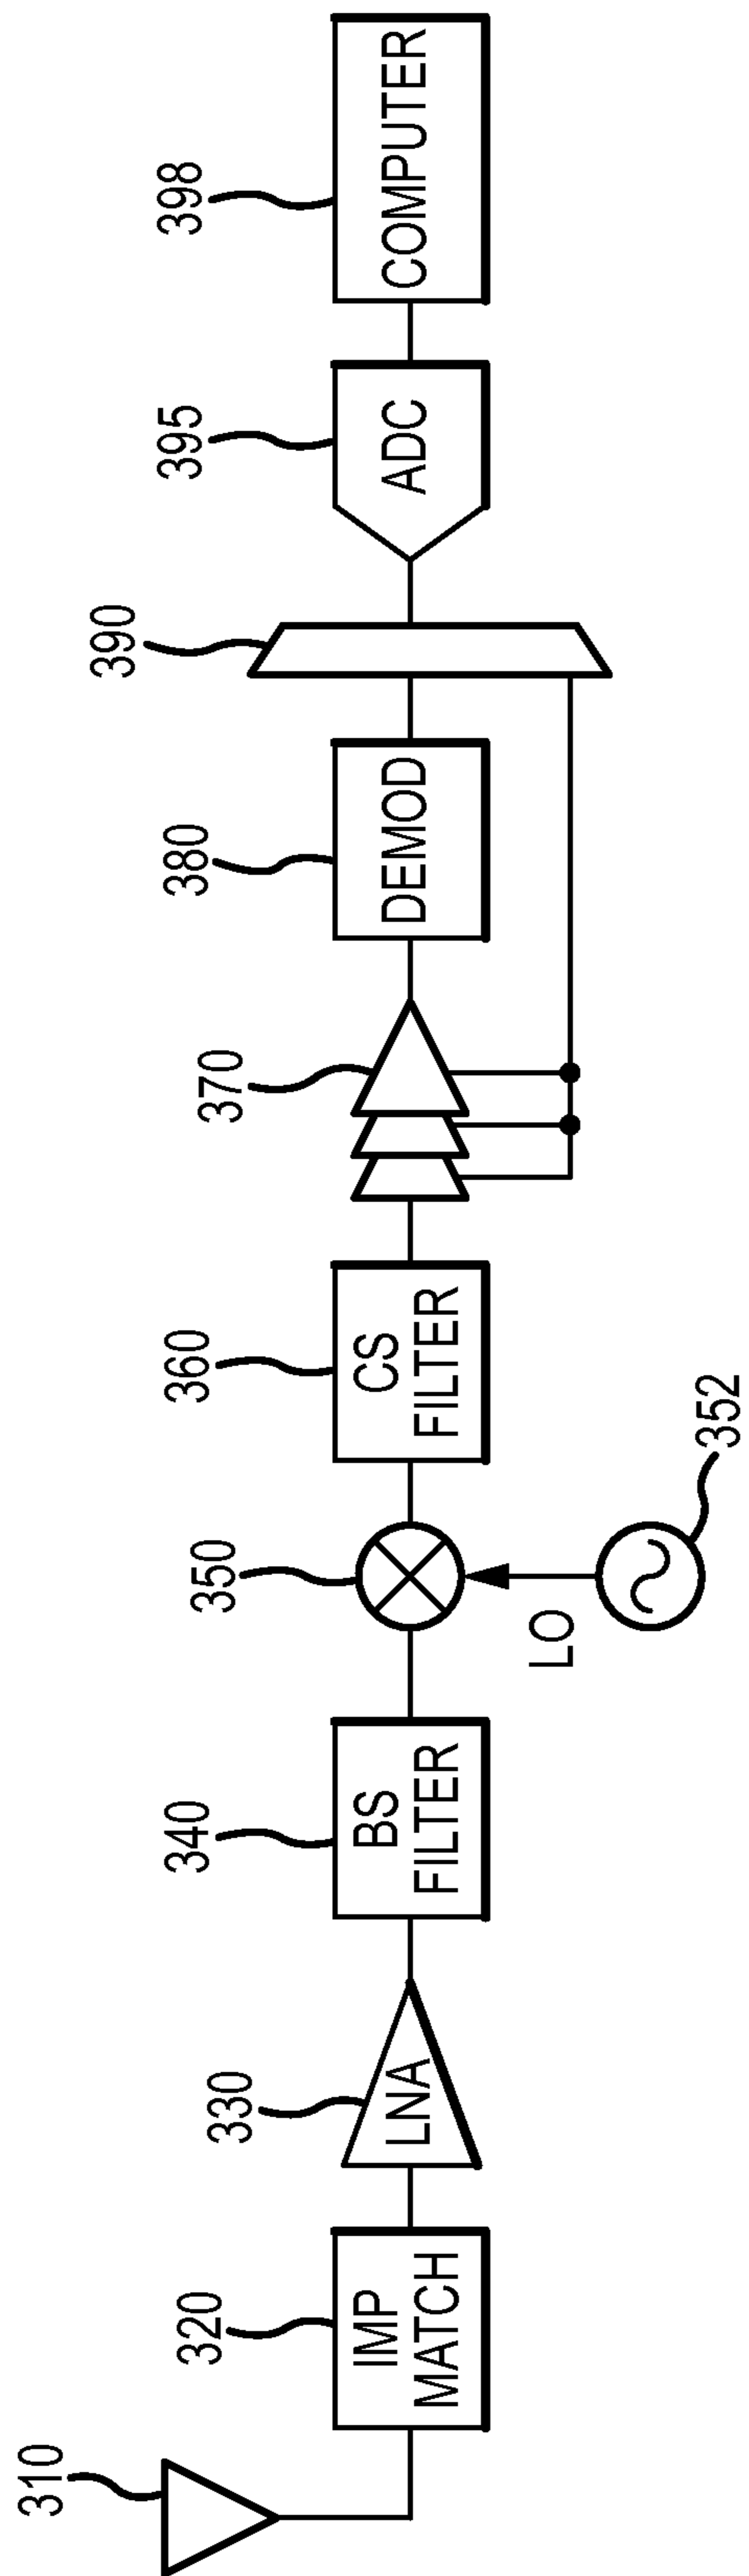 310
320
IMP
MATCH
330
LNA
340
BS
FILTER
350
LO
352
360
CS
FILTER
370
380
DEMOD
390
395
ADC
398
COMPUTER